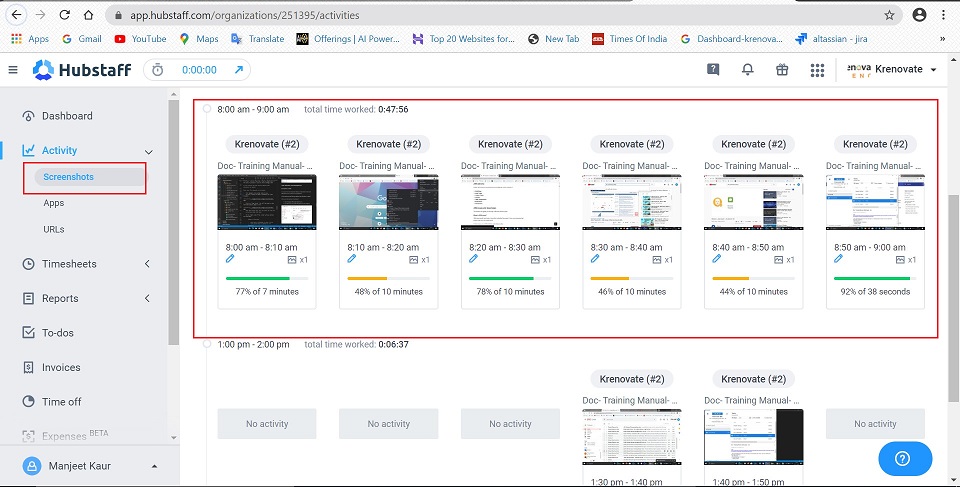 app.hubstaff.com/organizations/251395/activities
Apps Gmail YouTube Maps Translate Offerings | AI Power... Top 20 Websites for... New Tab Times Of India Dashboard-krenova... altassian - jira »
Hubstaff 0:00:00 Krenovate
Dashboard
Activity
Screenshots
Apps
URLs
Timesheets
Reports
To-dos
Invoices
Time off
Expenses BETA
Manjeet Kaur
8:00 am - 9:00 am total time worked: 0:47:56
Krenovate (#2) Krenovate (#2) Krenovate (#2) Krenovate (#2) Krenovate (#2) Krenovate (#2)
Doc- Training Manual- ... Doc- Training Manual- ... Doc- Training Manual- ... Doc- Training Manual- ... Doc- Training Manual- ... Doc- Training Manual- ...
8:00 am - 8:10 am 8:10 am - 8:20 am 8:20 am - 8:30 am 8:30 am - 8:40 am 8:40 am - 8:50 am 8:50 am - 9:00 am
x1 x1 x1 x1 x1 x1
77% of 7 minutes 48% of 10 minutes 78% of 10 minutes 46% of 10 minutes 44% of 10 minutes 92% of 38 seconds
1:00 pm - 2:00 pm total time worked: 0:06:37
Krenovate (#2) Krenovate (#2)
Doc- Training Manual- ... Doc- Training Manual- ...
No activity No activity No activity No activity
1:30 pm - 1:40 pm 1:40 pm - 1:50 pm